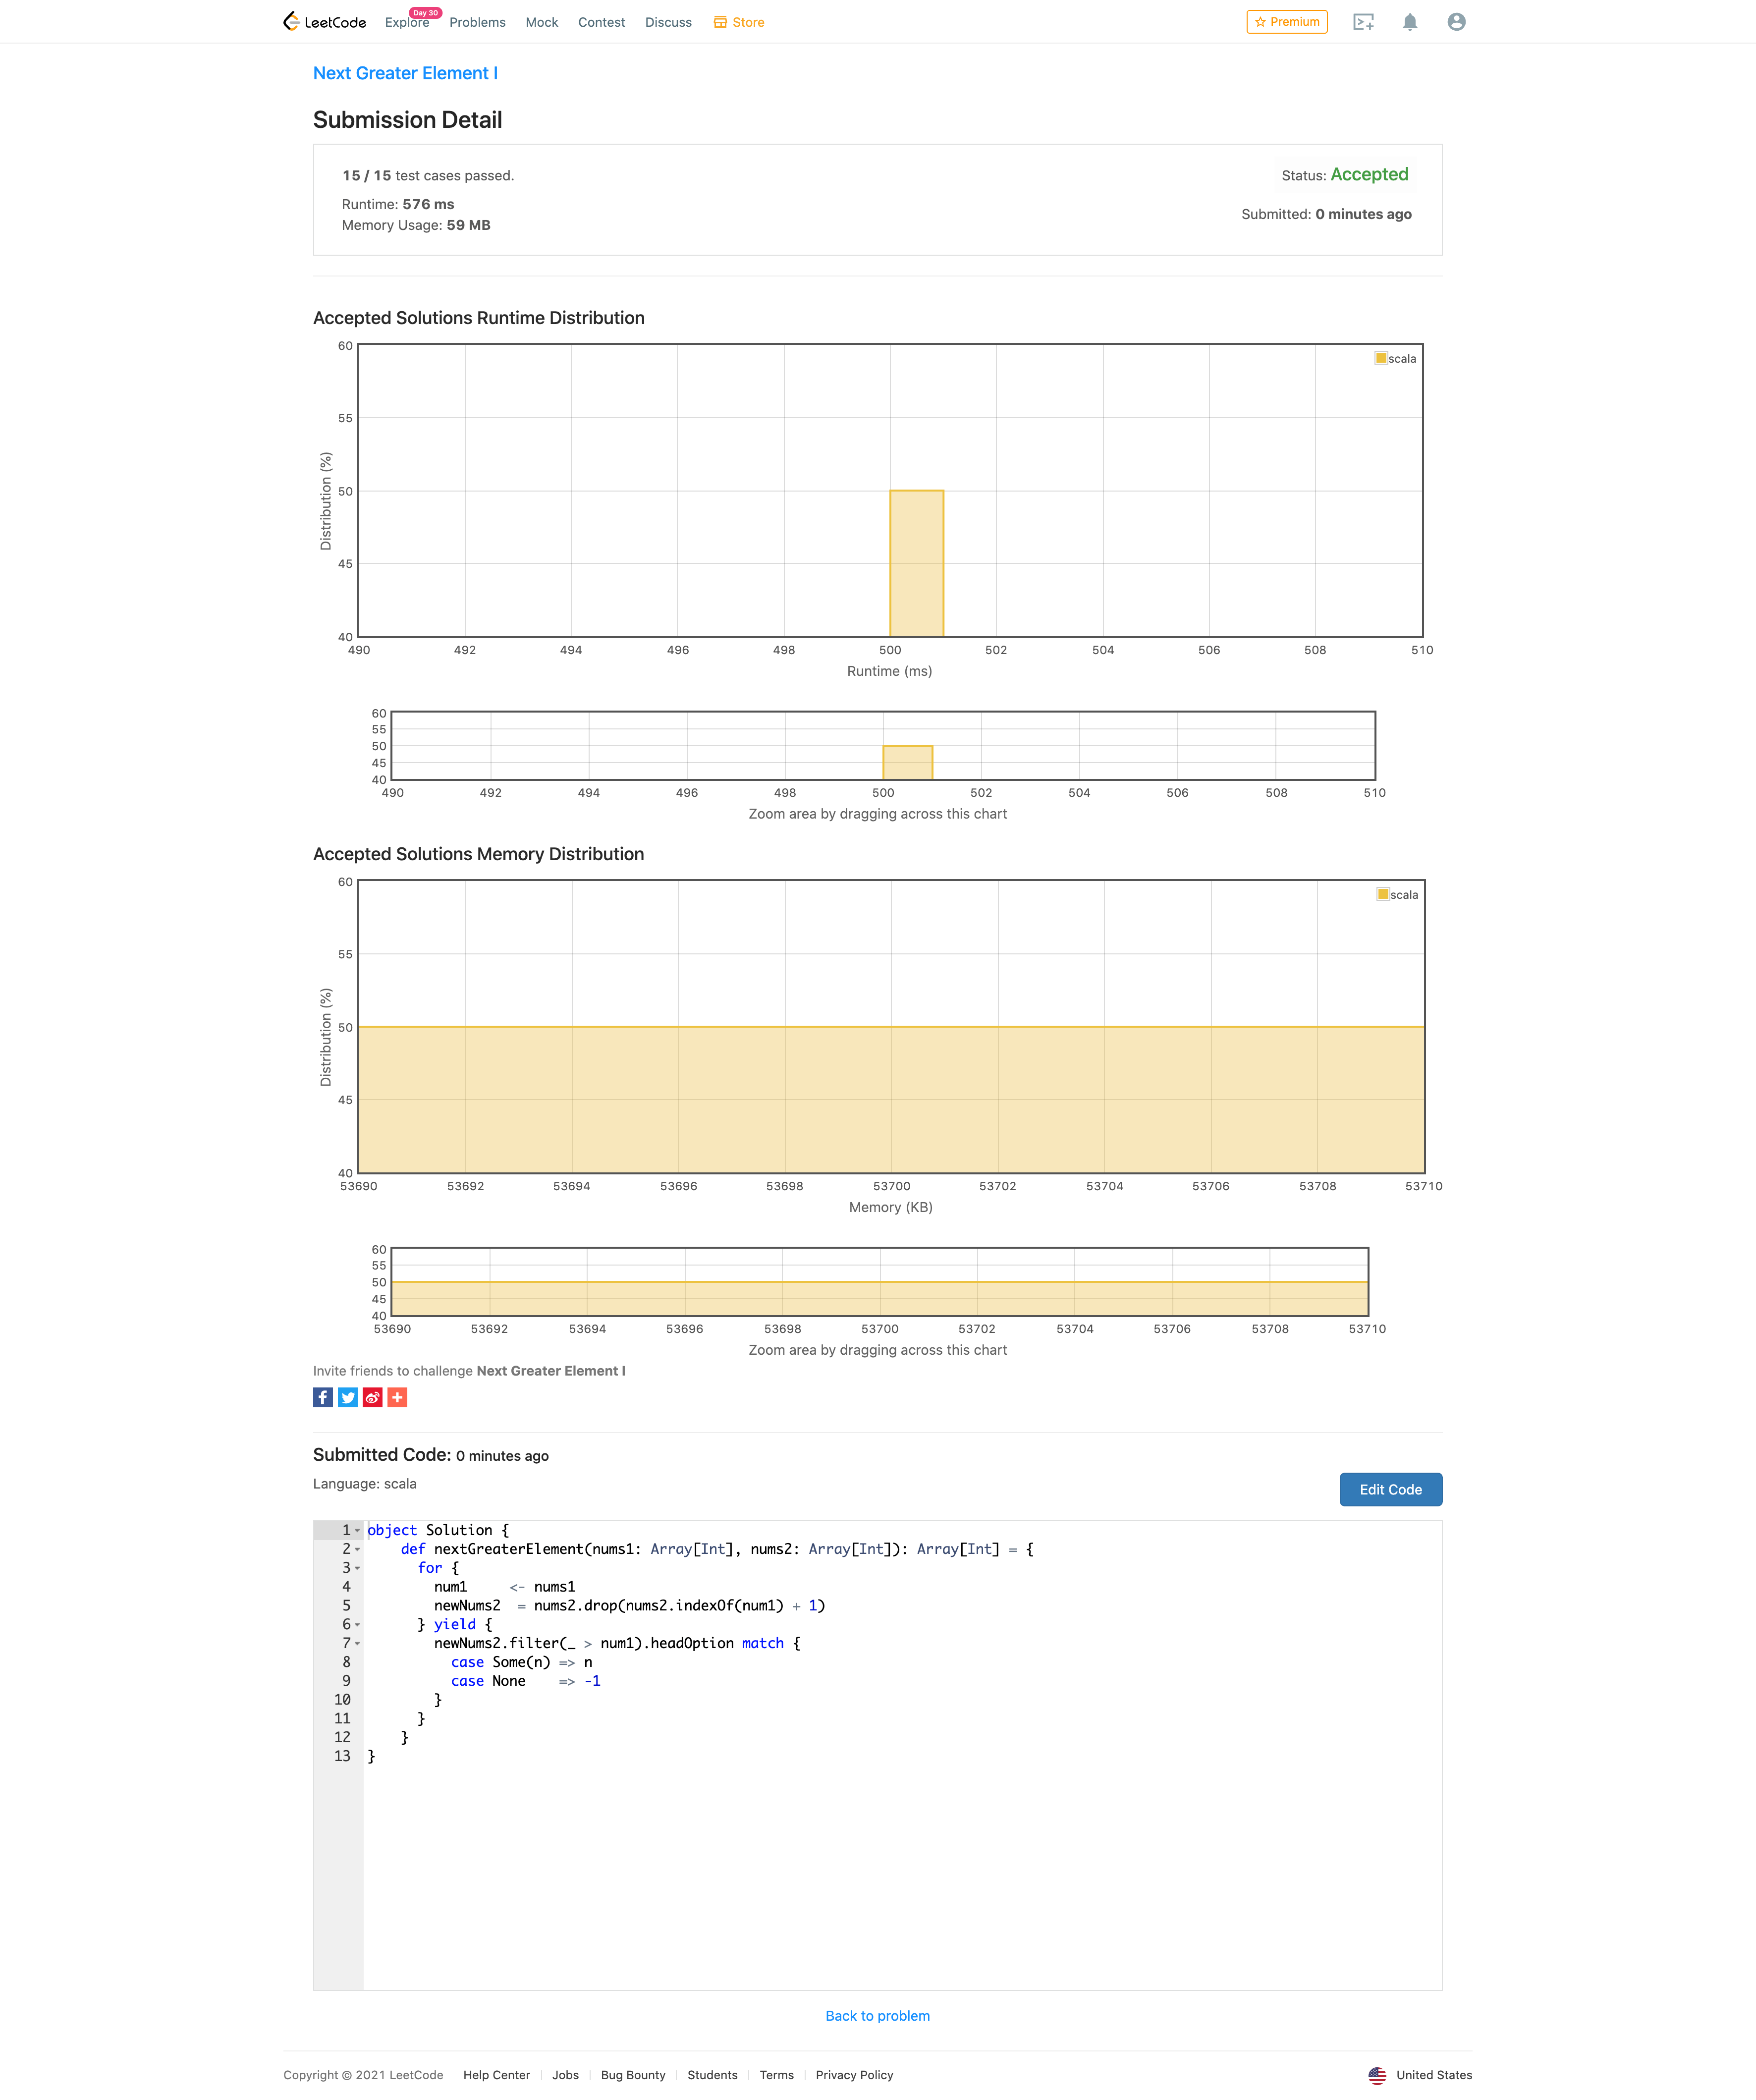 LeetCode Explore Day 30 Problems Mock Contest Discuss Store Premium
Next Greater Element I
Submission Detail
15 / 15 test cases passed.
Status: Accepted
Runtime: 576 ms
Submitted: 0 minutes ago
Memory Usage: 59 MB
Accepted Solutions Runtime Distribution
60
scala
55
50
45
40
Distribution (%)
490 492 494 496 498 500 502 504 506 508 510
Runtime (ms)
60
55
50
45
40
490 492 494 496 498 500 502 504 506 508 510
Zoom area by dragging across this chart
Accepted Solutions Memory Distribution
60
scala
55
50
45
40
Distribution (%)
53690 53692 53694 53696 53698 53700 53702 53704 53706 53708 53710
Memory (KB)
60
55
50
45
40
53690 53692 53694 53696 53698 53700 53702 53704 53706 53708 53710
Zoom area by dragging across this chart
Invite friends to challenge Next Greater Element I
Submitted Code: 0 minutes ago
Language: scala
Edit Code
1 object Solution {
2     def nextGreaterElement(nums1: Array[Int], nums2: Array[Int]): Array[Int] = {
3       for {
4         num1     <- nums1
5         newNums2  = nums2.drop(nums2.indexOf(num1) + 1)
6       } yield {
7         newNums2.filter(_ > num1).headOption match {
8           case Some(n) => n
9           case None    => -1
10         }
11       }
12     }
13 }
Back to problem
Copyright © 2021 LeetCode Help Center Jobs Bug Bounty Students Terms Privacy Policy United States